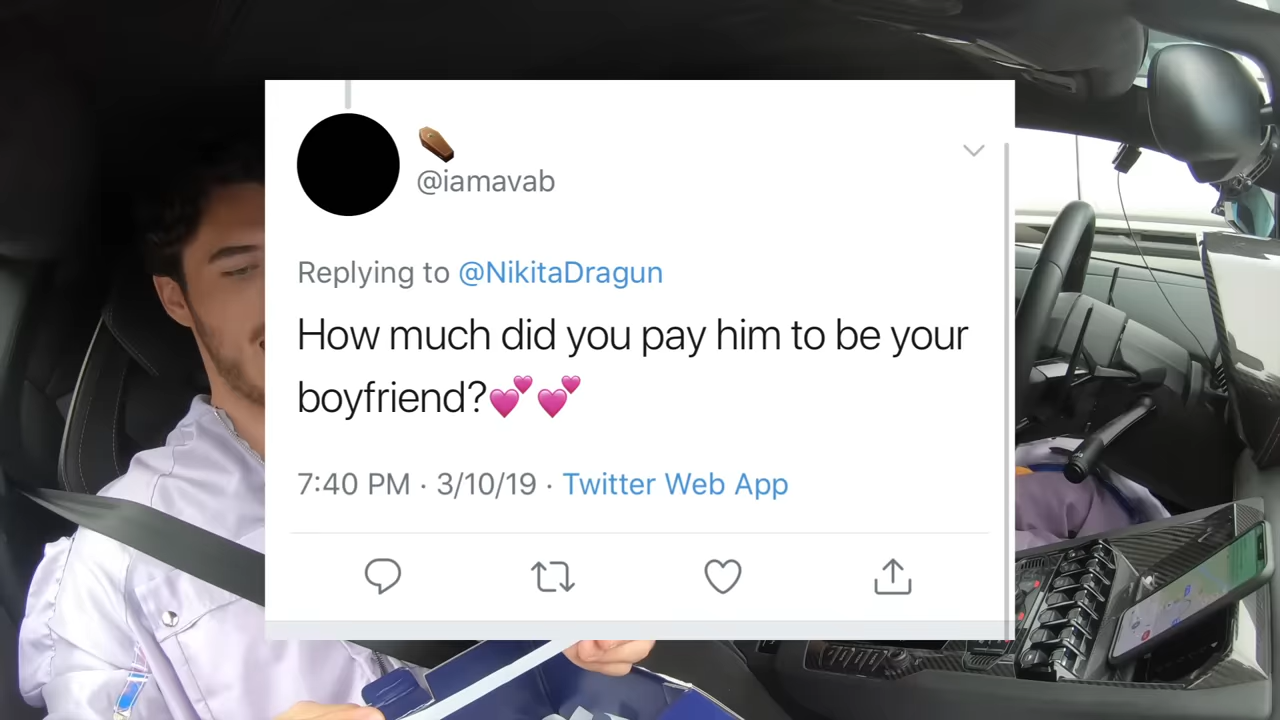 ⚰️
@iamavab
Replying to @NikitaDragun
How much did you pay him to be your
boyfriend?💕💕
7:40 PM · 3/10/19 · Twitter Web App